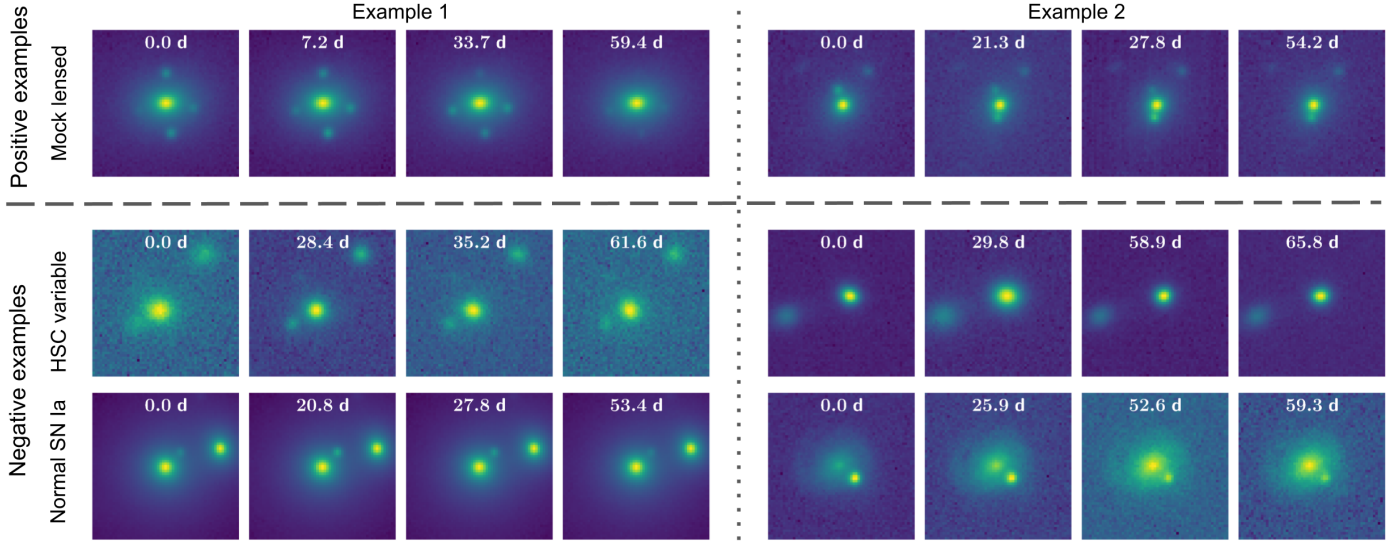 Example 1
Example 2
Positive examples
Mock lensed
0.0 d 7.2 d 33.7 d 59.4 d
0.0 d 21.3 d 27.8 d 54.2 d
Negative examples
HSC variable
0.0 d 28.4 d 35.2 d 61.6 d
0.0 d 29.8 d 58.9 d 65.8 d
Normal SN Ia
0.0 d 20.8 d 27.8 d 53.4 d
0.0 d 25.9 d 52.6 d 59.3 d